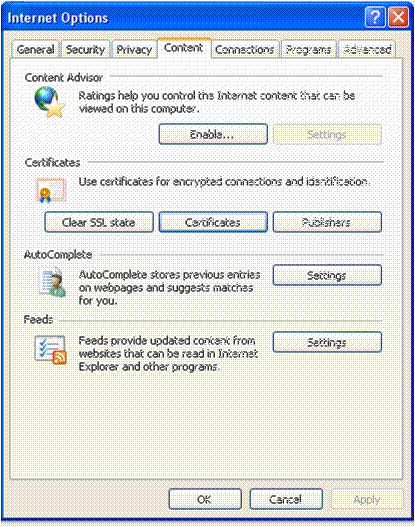 Internet Options
General Security Privacy Content Connections Programs Advanced
Content Advisor
Ratings help you control the Internet content that can be
viewed on this computer.
Enable... Settings
Certificates
Use certificates for encrypted connections and identification.
Clear SSL state Certificates Publishers
AutoComplete
AutoComplete stores previous entries
on webpages and suggests matches
for you.
Settings
Feeds
Feeds provide updated content from
websites that can be read in Internet
Explorer and other programs.
Settings
OK Cancel Apply